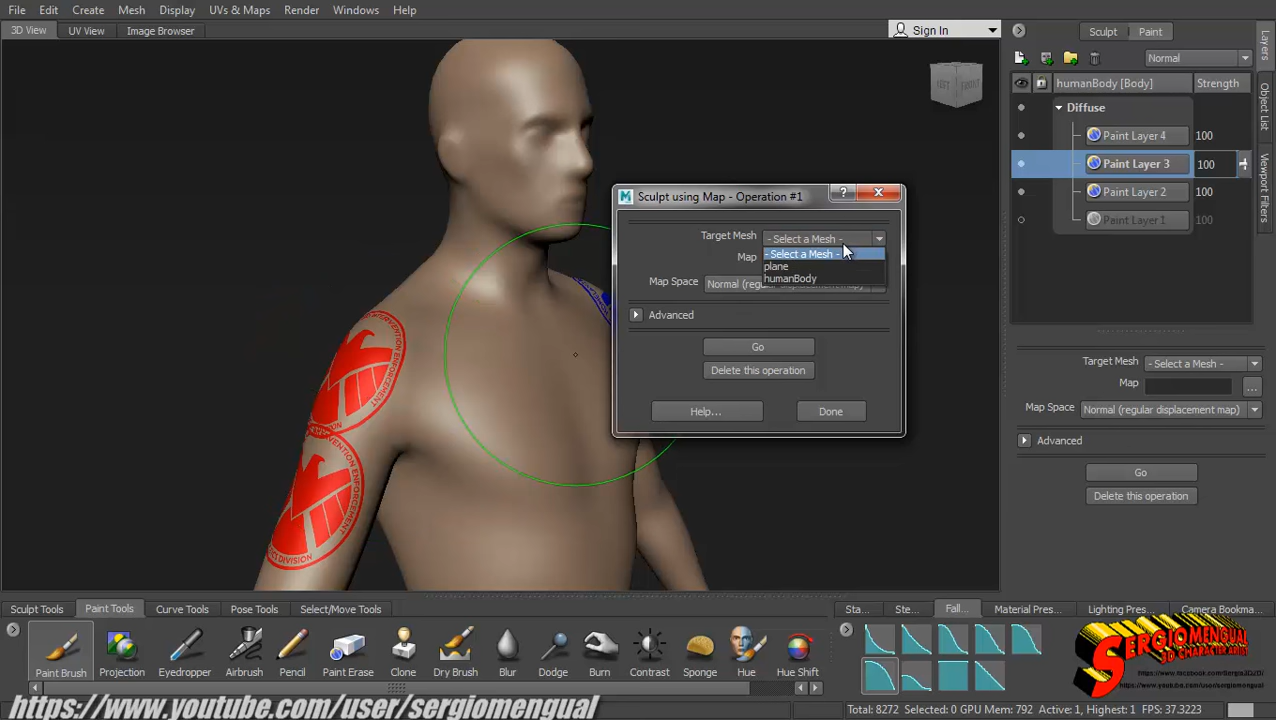 File Edit Create Mesh Display UVs & Maps Render Windows Help
3D View UV View Image Browser
Sign In
Sculpt Paint
Normal
humanBody [Body] Strength
Diffuse
Paint Layer 4 100
Paint Layer 3 100
Paint Layer 2 100
Paint Layer 1 100
Layers
Object List
Viewport Filters
Sculpt using Map - Operation #1
Target Mesh - Select a Mesh -
- Select a Mesh -
Map plane
humanBody
Map Space Normal (regular displacement map)
Advanced
Go
Delete this operation
Help... Done
Target Mesh - Select a Mesh -
Map ...
Map Space Normal (regular displacement map)
Advanced
Go
Delete this operation
Sculpt Tools Paint Tools Curve Tools Pose Tools Select/Move Tools
Sta... Ste... Fall... Material Pres... Lighting Pres... Camera Bookma...
Paint Brush Projection Eyedropper Airbrush Pencil Paint Erase Clone Dry Brush Blur Dodge Burn Contrast Sponge Hue Hue Shift
SERGIOMENGUAL
3D CHARACTER ARTIST
https://www.youtube.com/user/sergiomengual
Total: 8272 Selected: 0 GPU Mem: 792 Active: 1, Highest: 1 FPS: 37.3223